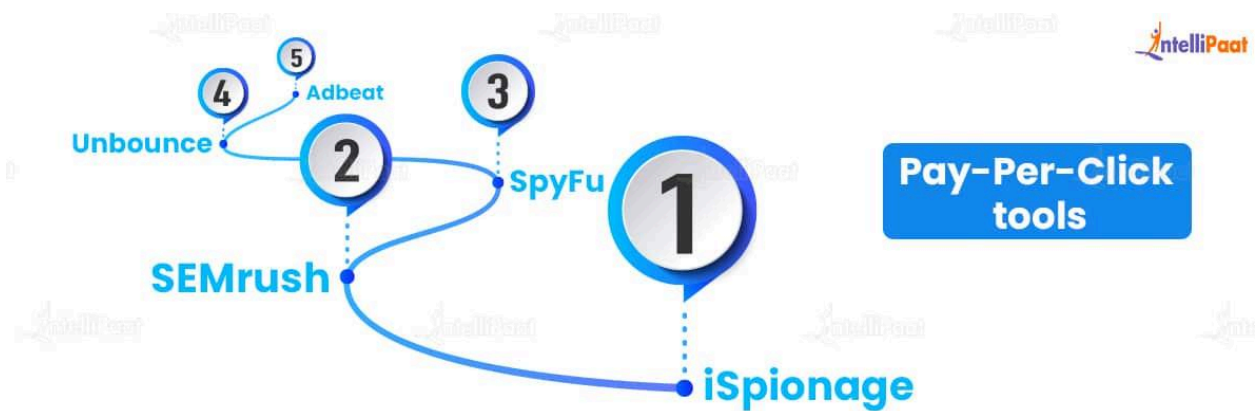 IntelliPaat
Pay-Per-Click
tools
5
Adbeat
4
Unbounce
3
SpyFu
2
SEMrush
1
iSpionage